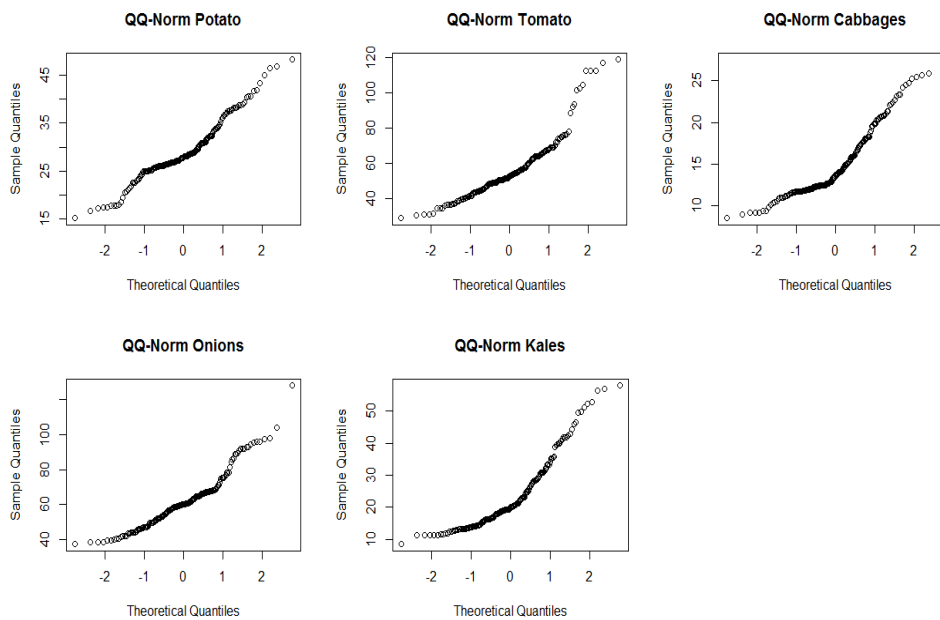 QQ-Norm Potato
Sample Quantiles
15 25 35 45
-2 -1 0 1 2
Theoretical Quantiles
QQ-Norm Tomato
Sample Quantiles
40 60 80 100 120
-2 -1 0 1 2
Theoretical Quantiles
QQ-Norm Cabbages
Sample Quantiles
10 15 20 25
-2 -1 0 1 2
Theoretical Quantiles
QQ-Norm Onions
Sample Quantiles
40 60 80 100
-2 -1 0 1 2
Theoretical Quantiles
QQ-Norm Kales
Sample Quantiles
10 20 30 40 50
-2 -1 0 1 2
Theoretical Quantiles